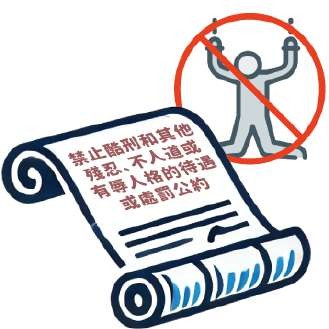 禁止酷刑和其他
殘忍、不人道或
有辱人格的待遇
或處罰公約